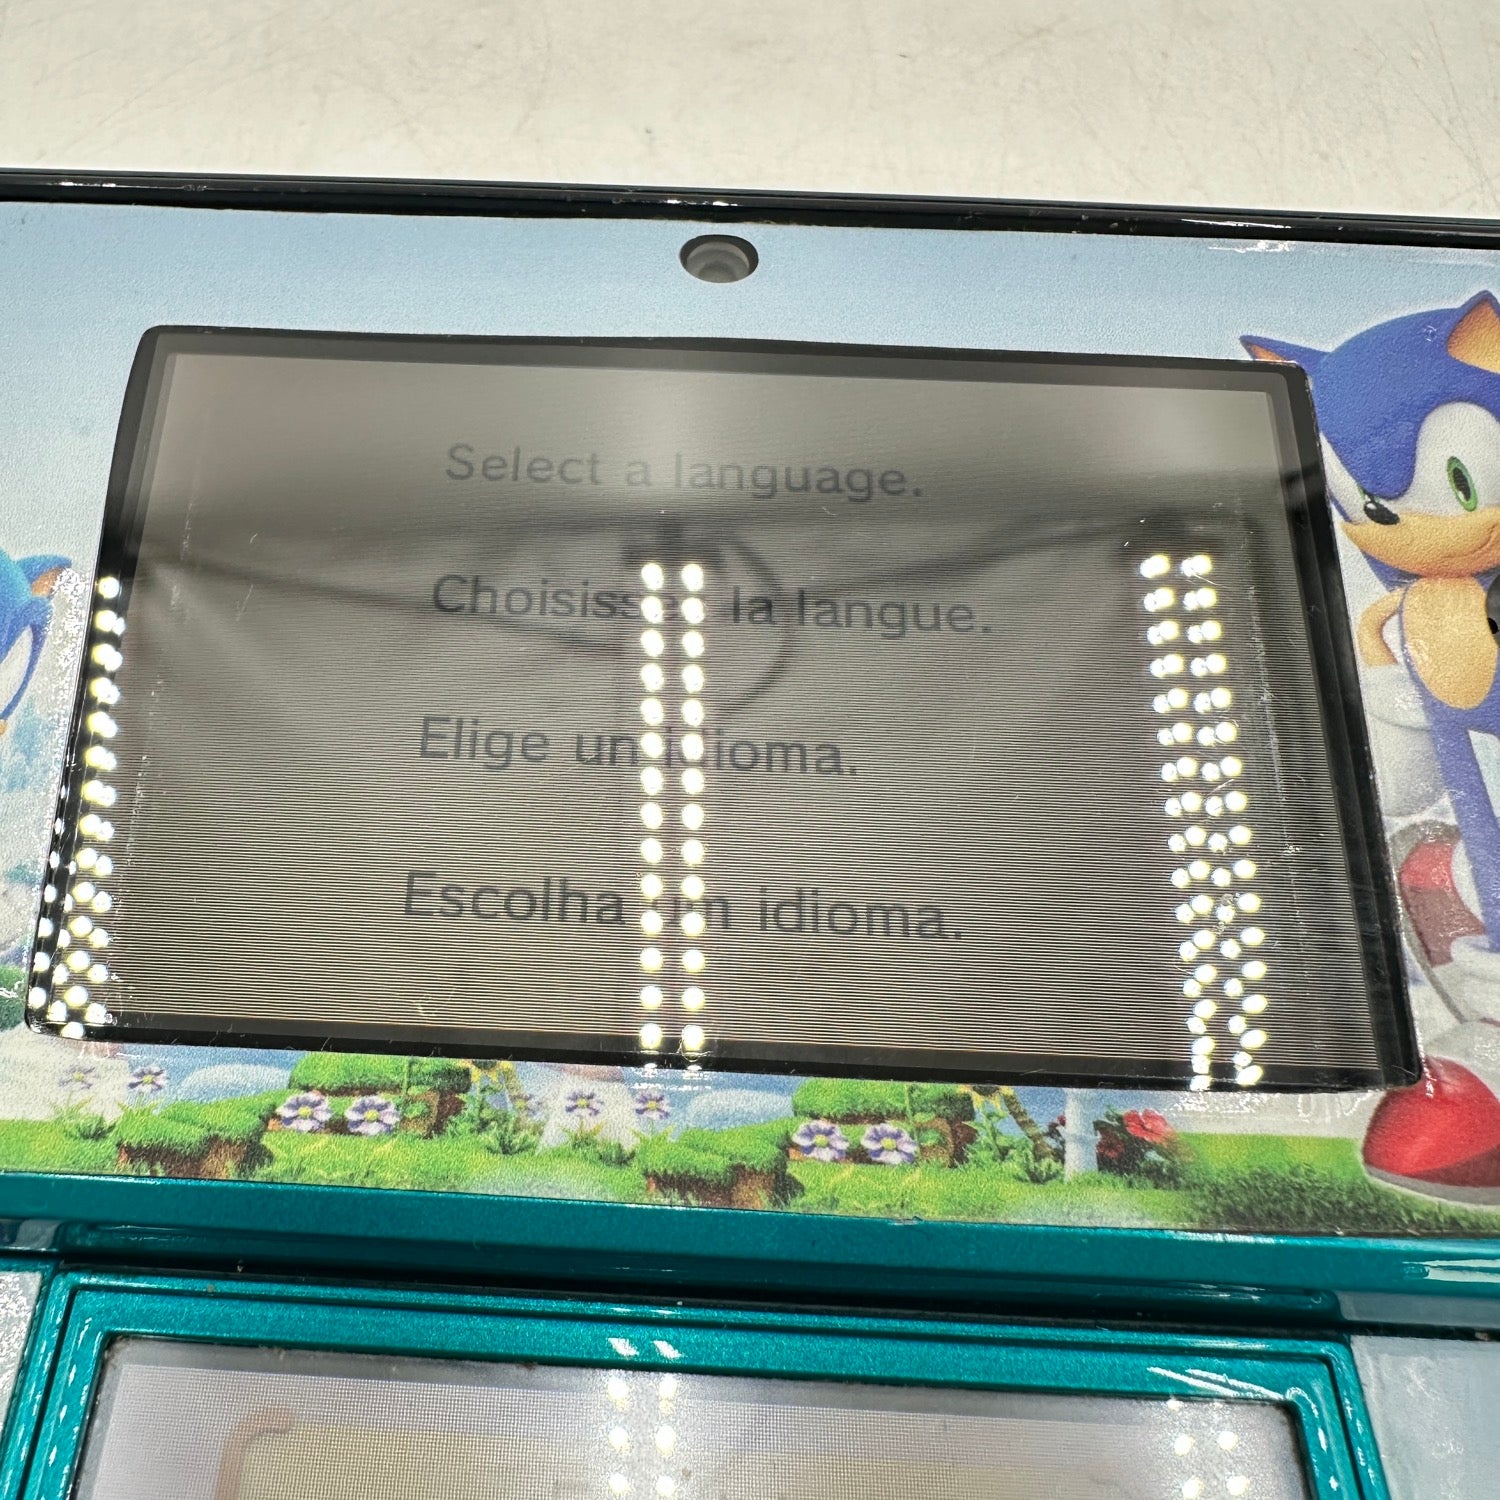 Select a language.
Choisissez la langue.
Elige un idioma.
Escolha um idioma.